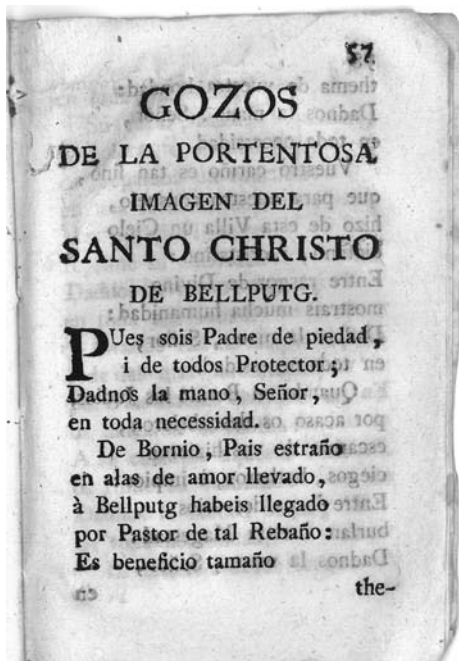 57
GOZOS
DE LA PORTENTOSA
IMAGEN DEL
SANTO CHRISTO
DE BELLPUTG.
PUes sois Padre de piedad,
i de todos Protector;
Dadnos la mano, Señor,
en toda necessidad.
De Bornio, Pais estraño
en alas de amor llevado,
à Bellputg habeis llegado
por Pastor de tal Rebaño:
Es beneficio tamaño
the-